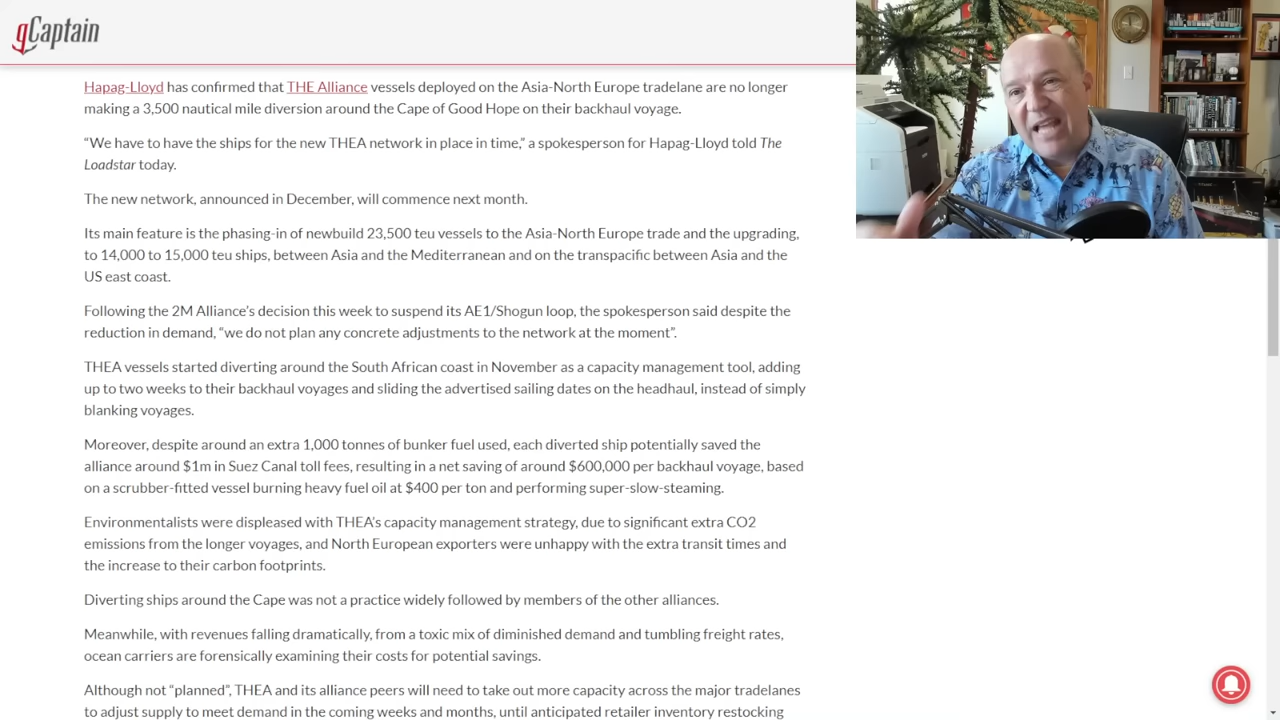 gCaptain
Hapag-Lloyd has confirmed that THE Alliance vessels deployed on the Asia-North Europe tradelane are no longer
making a 3,500 nautical mile diversion around the Cape of Good Hope on their backhaul voyage.
“We have to have the ships for the new THEA network in place in time,” a spokesperson for Hapag-Lloyd told The
Loadstar today.
The new network, announced in December, will commence next month.
Its main feature is the phasing-in of newbuild 23,500 teu vessels to the Asia-North Europe trade and the upgrading,
to 14,000 to 15,000 teu ships, between Asia and the Mediterranean and on the transpacific between Asia and the
US east coast.
Following the 2M Alliance’s decision this week to suspend its AE1/Shogun loop, the spokesperson said despite the
reduction in demand, “we do not plan any concrete adjustments to the network at the moment”.
THEA vessels started diverting around the South African coast in November as a capacity management tool, adding
up to two weeks to their backhaul voyages and sliding the advertised sailing dates on the headhaul, instead of simply
blanking voyages.
Moreover, despite around an extra 1,000 tonnes of bunker fuel used, each diverted ship potentially saved the
alliance around $1m in Suez Canal toll fees, resulting in a net saving of around $600,000 per backhaul voyage, based
on a scrubber-fitted vessel burning heavy fuel oil at $400 per ton and performing super-slow-steaming.
Environmentalists were displeased with THEA’s capacity management strategy, due to significant extra CO2
emissions from the longer voyages, and North European exporters were unhappy with the extra transit times and
the increase to their carbon footprints.
Diverting ships around the Cape was not a practice widely followed by members of the other alliances.
Meanwhile, with revenues falling dramatically, from a toxic mix of diminished demand and tumbling freight rates,
ocean carriers are forensically examining their costs for potential savings.
Although not “planned”, THEA and its alliance peers will need to take out more capacity across the major tradelanes
to adjust supply to meet demand in the coming weeks and months, until anticipated retailer inventory restocking